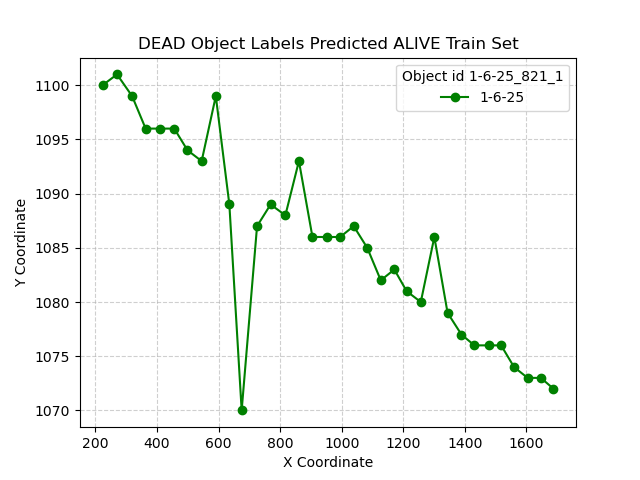 DEAD Object Labels Predicted ALIVE Train Set
Object id 1-6-25_821_1
1-6-25
Y Coordinate
1100
1095
1090
1085
1080
1075
1070
200 400 600 800 1000 1200 1400 1600
X Coordinate